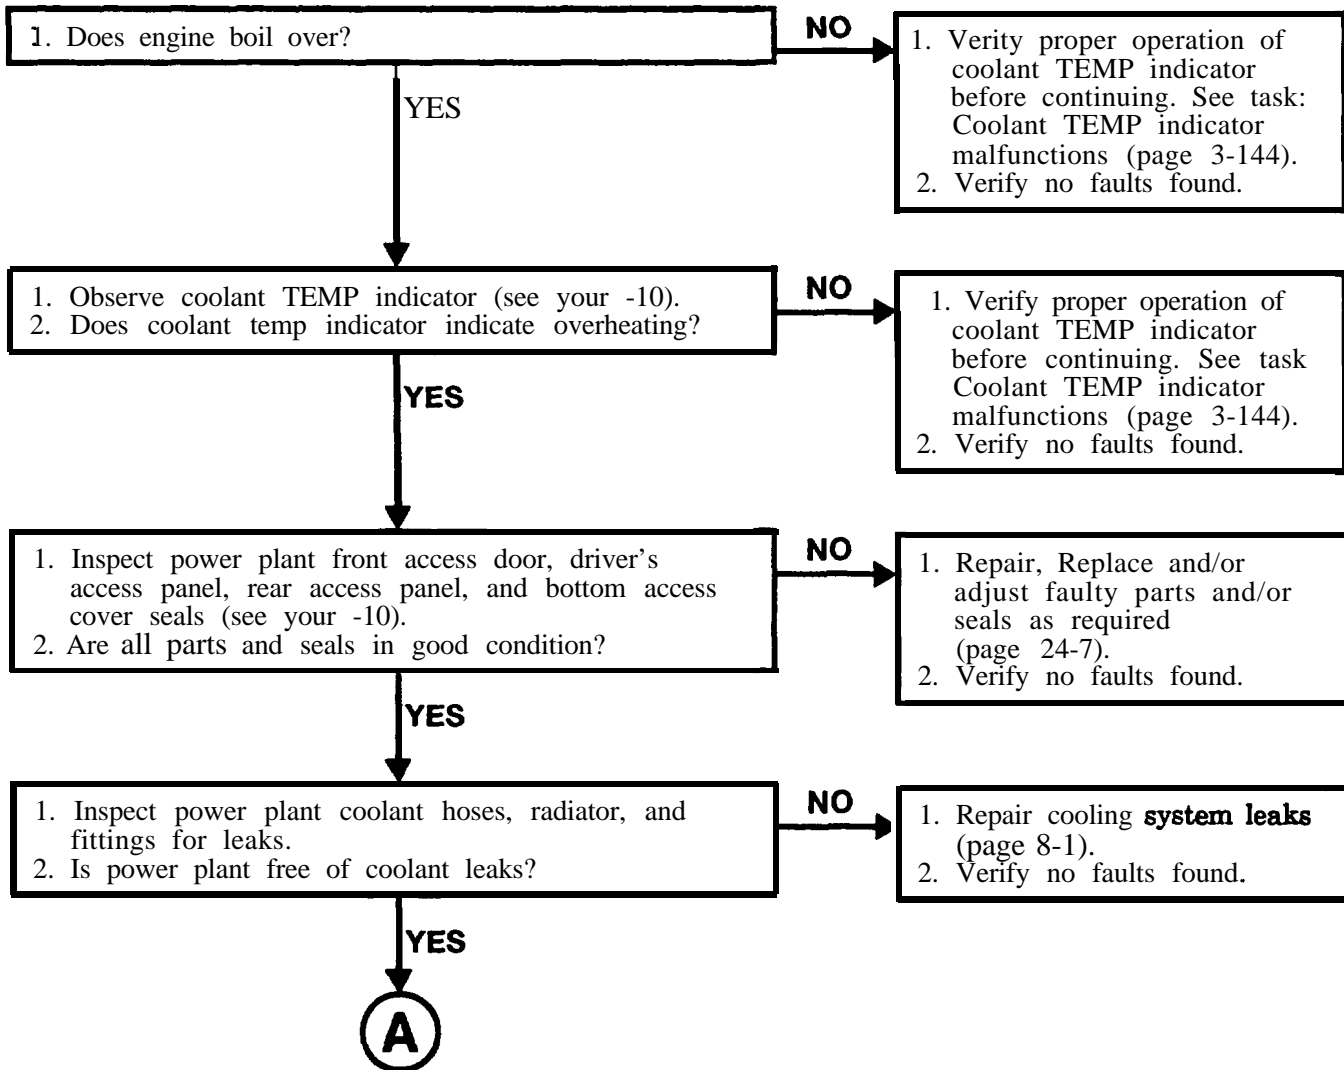 1. Does engine boil over?
NO
1. Verity proper operation of
coolant TEMP indicator
before continuing. See task:
Coolant TEMP indicator
malfunctions (page 3-144).
2. Verify no faults found.
YES
1. Observe coolant TEMP indicator (see your -10).
2. Does coolant temp indicator indicate overheating?
NO
1. Verify proper operation of
coolant TEMP indicator
before continuing. See task
Coolant TEMP indicator
malfunctions (page 3-144).
2. Verify no faults found.
YES
1. Inspect power plant front access door, driver's
access panel, rear access panel, and bottom access
cover seals (see your -10).
2. Are all parts and seals in good condition?
NO
1. Repair, Replace and/or
adjust faulty parts and/or
seals as required
(page 24-7).
2. Verify no faults found.
YES
1. Inspect power plant coolant hoses, radiator, and
fittings for leaks.
2. Is power plant free of coolant leaks?
NO
1. Repair cooling system leaks
(page 8-1).
2. Verify no faults found.
YES
A